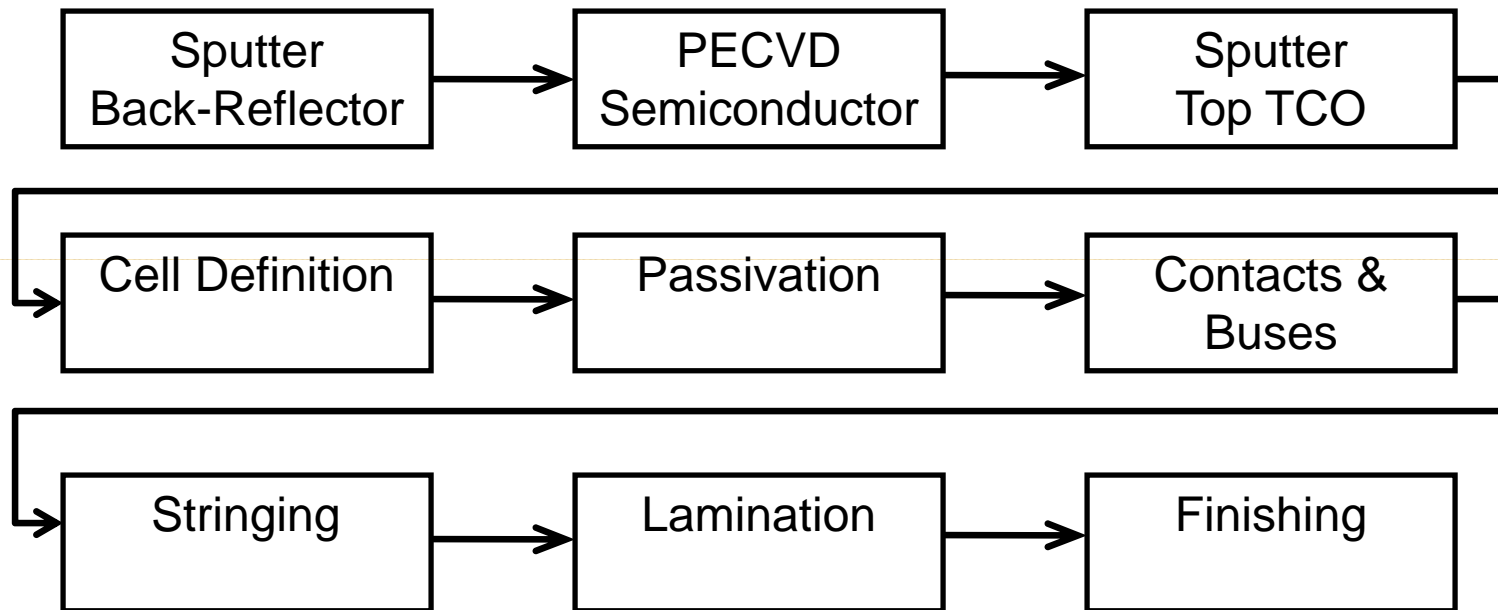 Sputter
Back-Reflector
PECVD
Semiconductor
Sputter
Top TCO
Cell Definition
Passivation
Contacts &
Buses
Stringing
Lamination
Finishing